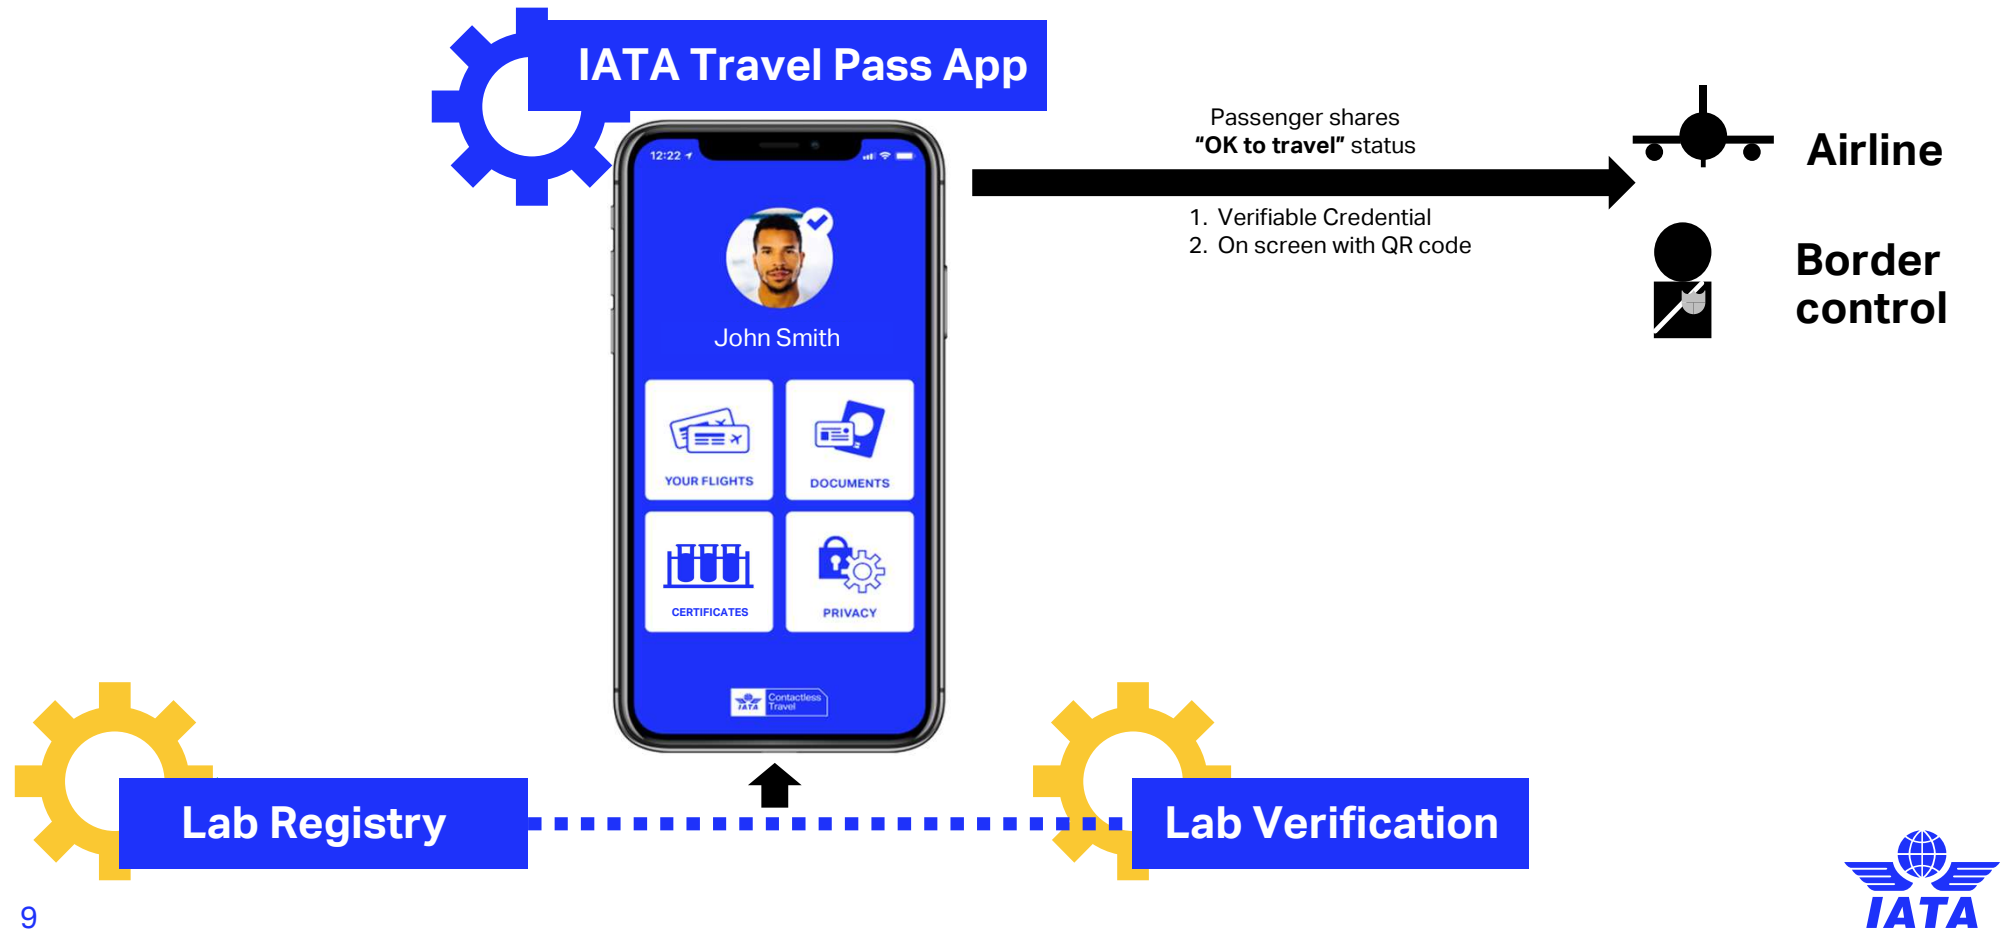 IATA Travel Pass App
Passenger shares
“OK to travel” status
1. Verifiable Credential
2. On screen with QR code
Airline
Border
control
12:22
John Smith
YOUR FLIGHTS
DOCUMENTS
CERTIFICATES
PRIVACY
IATA
Contactless
Travel
Lab Registry
Lab Verification
9
IATA